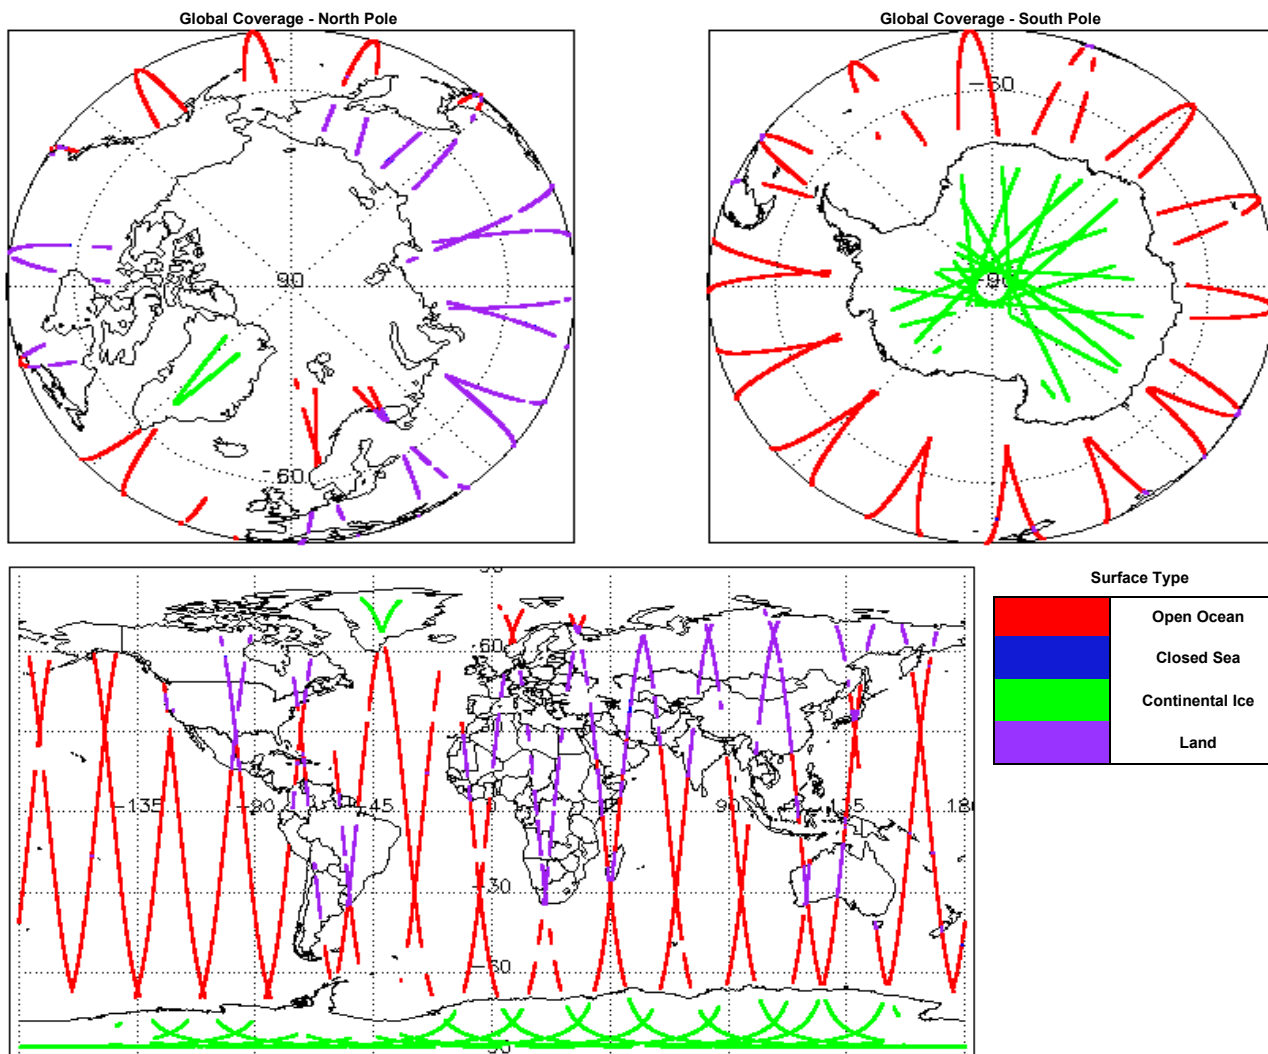 Global Coverage - North Pole
Global Coverage - South Pole
90
60
-60
-90
Surface Type
Open Ocean
Closed Sea
Continental Ice
Land
60
-135
-90
-45
90
135
180
-30
-60